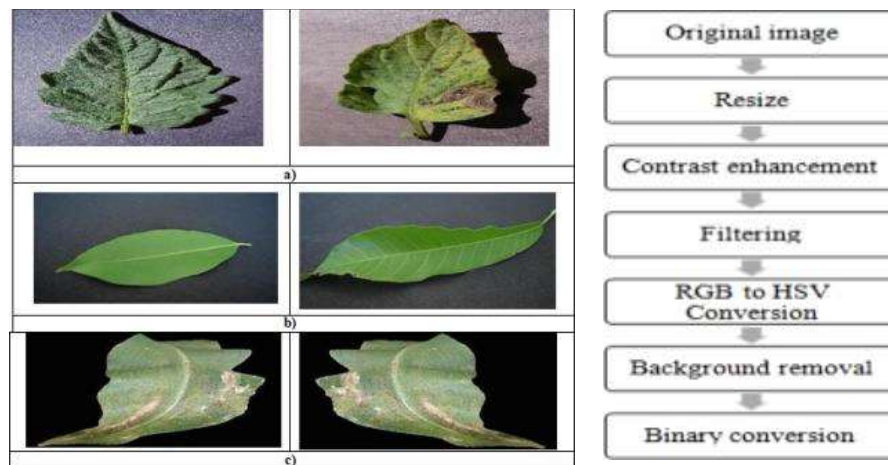 a)
b)
c)
Original image
Resize
Contrast enhancement
Filtering
RGB to HSV
Conversion
Background removal
Binary conversion